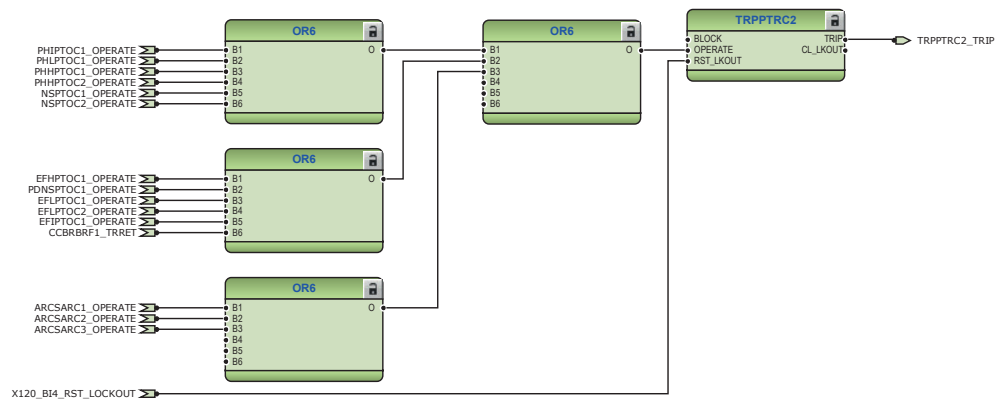 OR6
PHIPTOC1_OPERATE B1 O
PHLPTOC1_OPERATE B2
PHHPTOC1_OPERATE B3
PHHPTOC2_OPERATE B4
NSPTOC1_OPERATE B5
NSPTOC2_OPERATE B6
OR6
B1 O
B2
B3
B4
B5
B6
TRPPTRC2
BLOCK TRIP
OPERATE CL_LKOUT
RST_LKOUT
TRPPTRC2_TRIP
OR6
EFHPTOC1_OPERATE B1 O
PDNSPTOC1_OPERATE B2
EFLPTOC1_OPERATE B3
EFLPTOC2_OPERATE B4
EFIPTOC1_OPERATE B5
CCBRBRF1_TRRET B6
OR6
ARCSARC1_OPERATE B1 O
ARCSARC2_OPERATE B2
ARCSARC3_OPERATE B3
B4
B5
B6
X120_BI4_RST_LOCKOUT